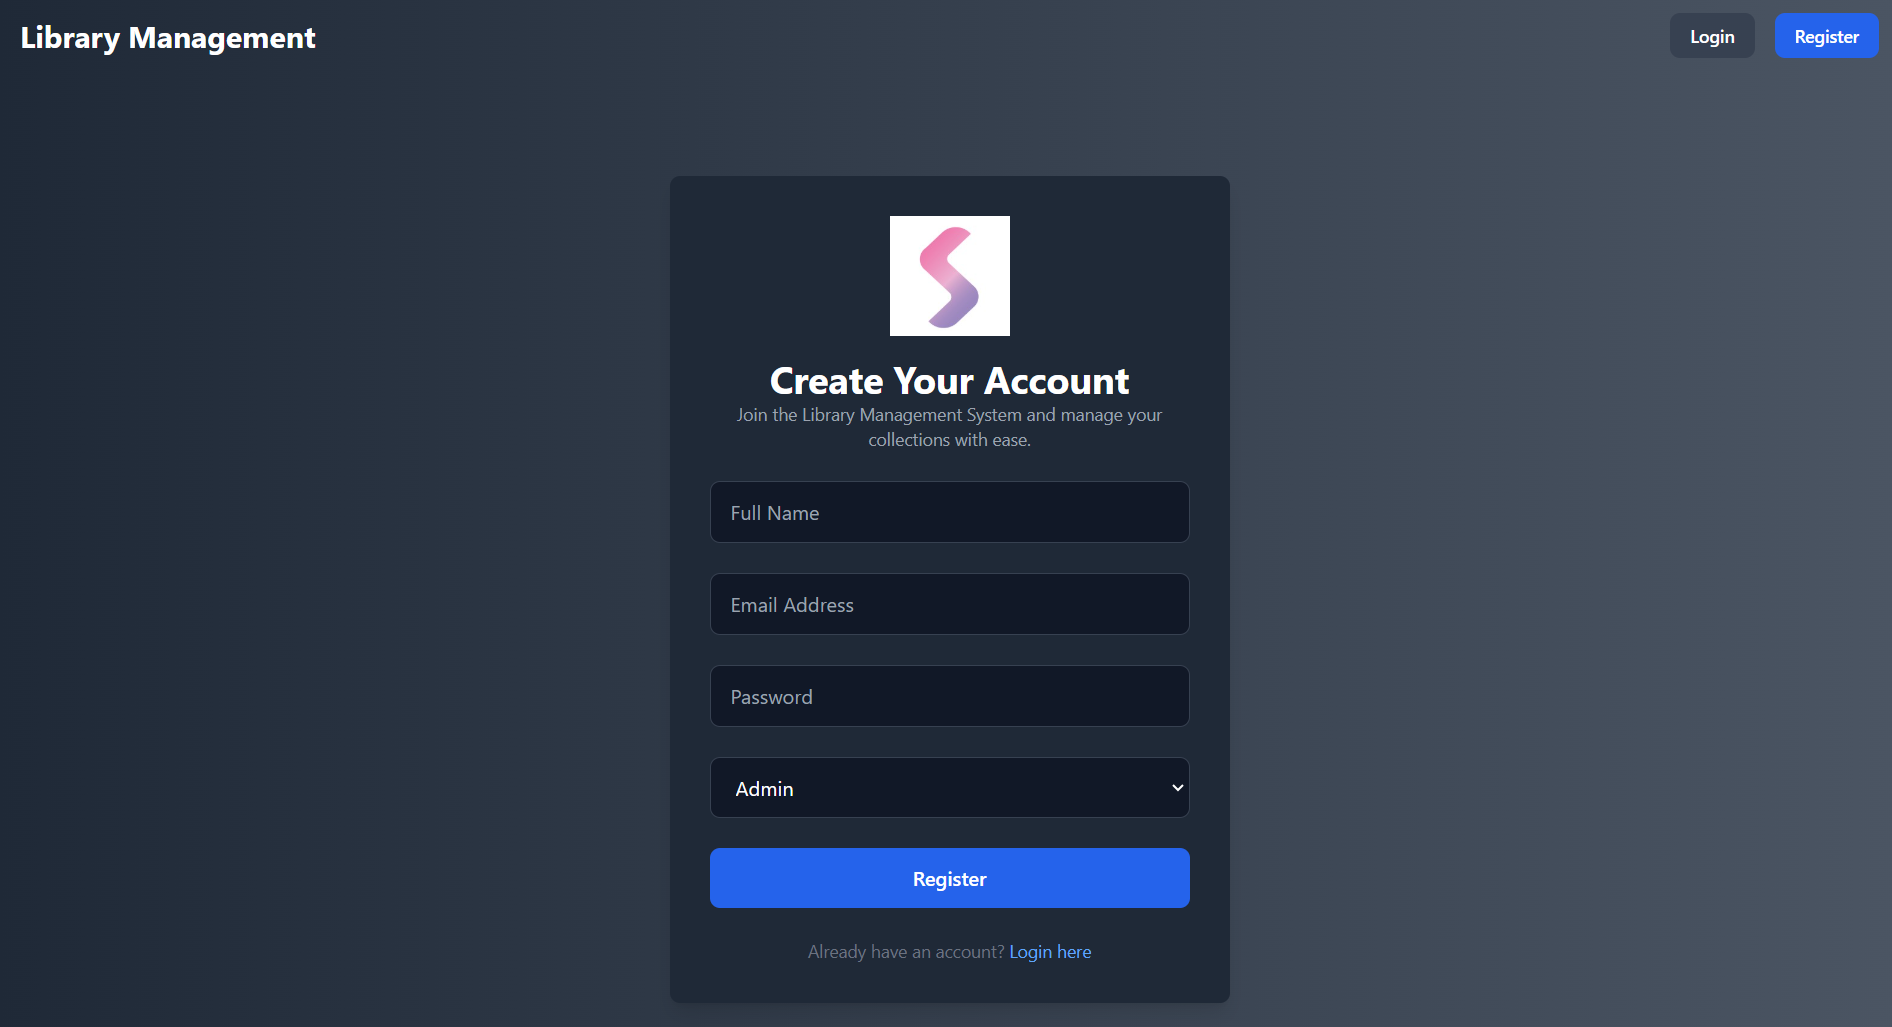 Library Management
Login
Register
Create Your Account
Join the Library Management System and manage your
collections with ease.
Full Name
Email Address
Password
Admin
Register
Already have an account? Login here